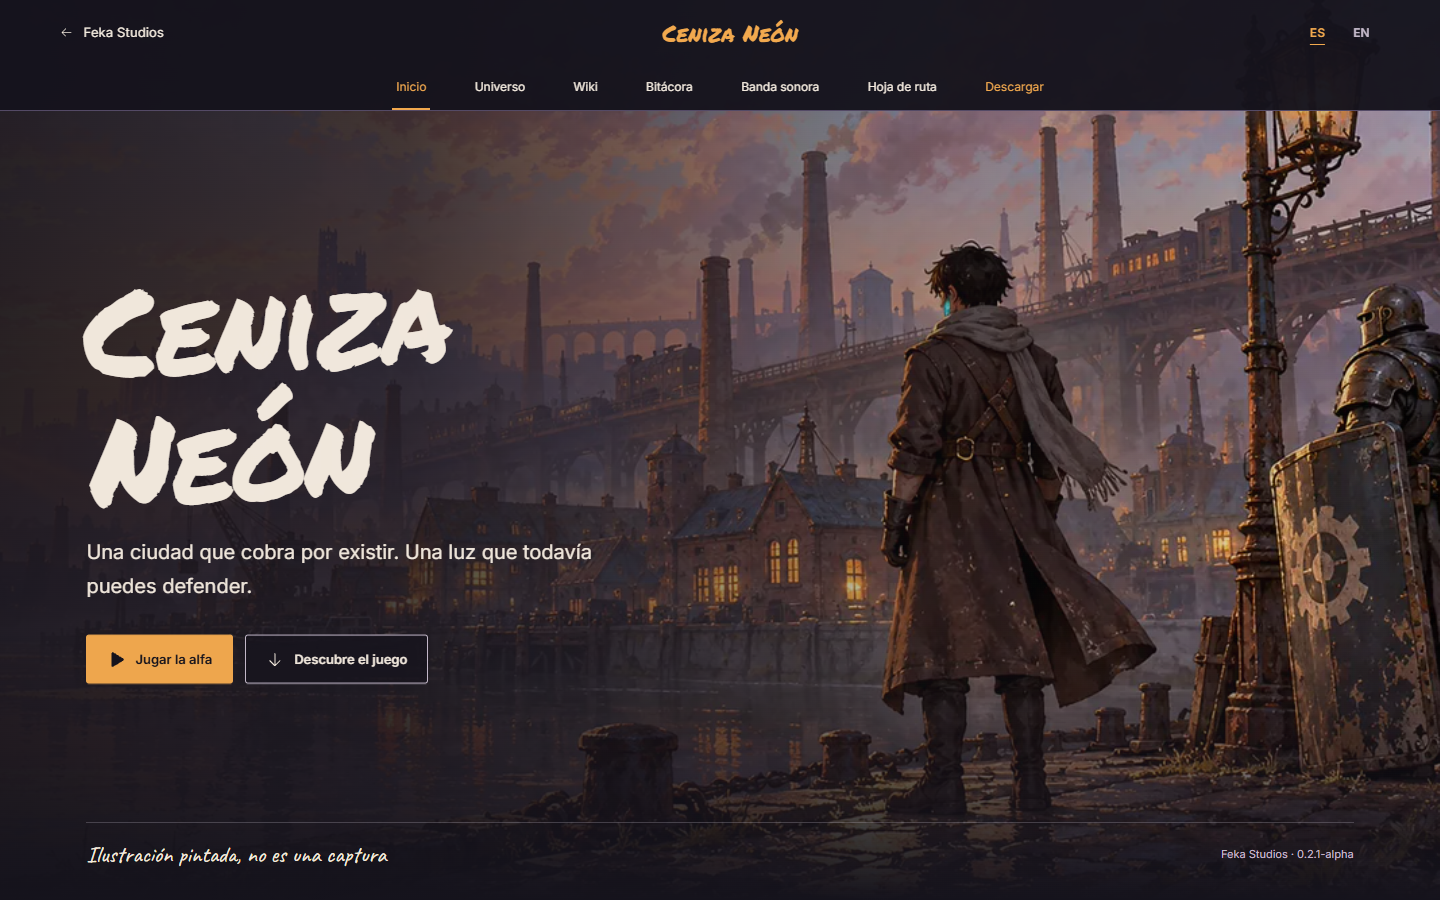 Feka Studios
Ceniza Neón
ES EN
Inicio Universo Wiki Bitácora Banda sonora Hoja de ruta Descargar
Ceniza
Neón
Una ciudad que cobra por existir. Una luz que todavía
puedes defender.
Jugar la alfa Descubre el juego
Ilustración pintada, no es una captura
Feka Studios · 0.2.1-alpha